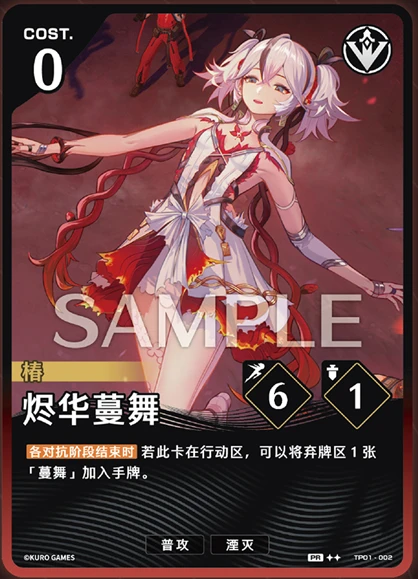 COST.
0
SAMPLE
椿
烬华蔓舞
6
1
各对抗阶段结束时 若此卡在行动区，可以将弃牌区1张
「蔓舞」加入手牌。
普攻
湮灭
©KURO GAMES
PR
TP01-002